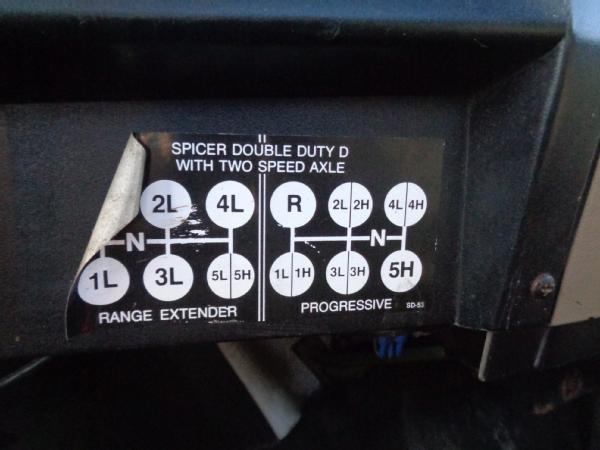 SPICER DOUBLE DUTY D
WITH TWO SPEED AXLE
2L 4L
N
1L 3L 5L 5H
RANGE EXTENDER
R 2L 2H 4L 4H
N
1L 1H 3L 3H 5H
PROGRESSIVE
SD-53